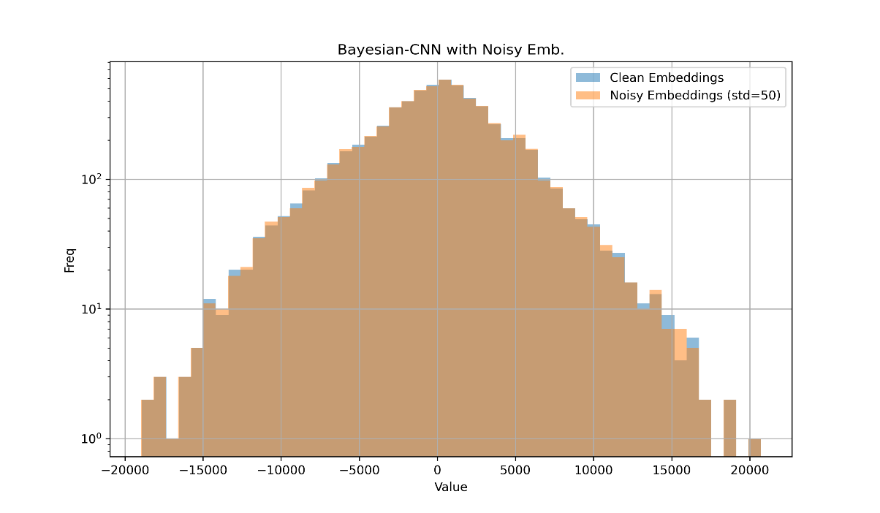 Bayesian-CNN with Noisy Emb.
Clean Embeddings
Noisy Embeddings (std=50)
Freq
10²
10¹
10⁰
−20000 −15000 −10000 −5000 0 5000 10000 15000 20000
Value